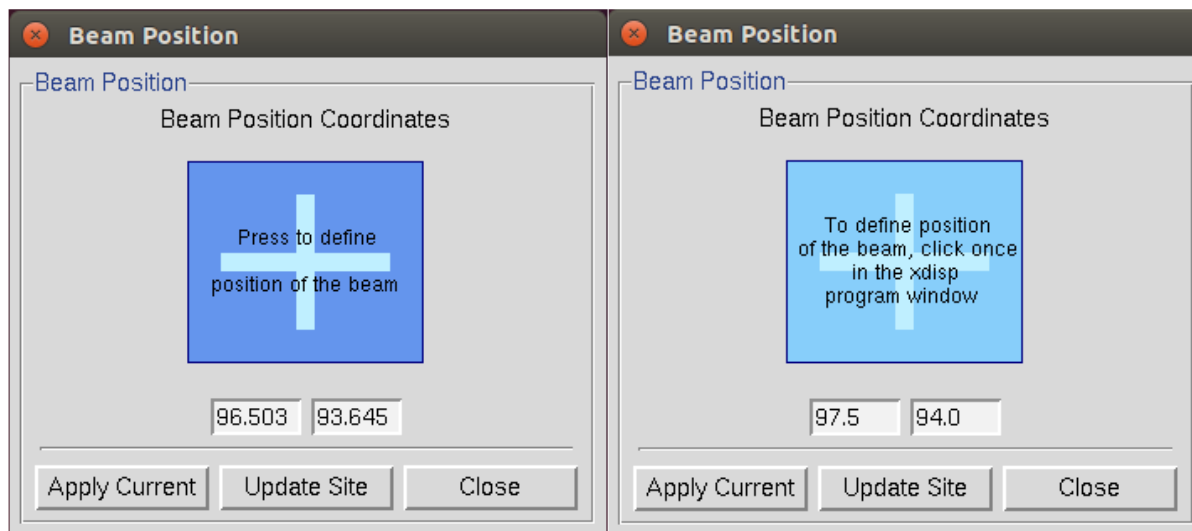 Beam Position
Beam Position
Beam Position Coordinates
Press to define
position of the beam
96.503 93.645
Apply Current Update Site Close
Beam Position
Beam Position
Beam Position Coordinates
To define position
of the beam, click once
in the xdisp
program window
97.5 94.0
Apply Current Update Site Close